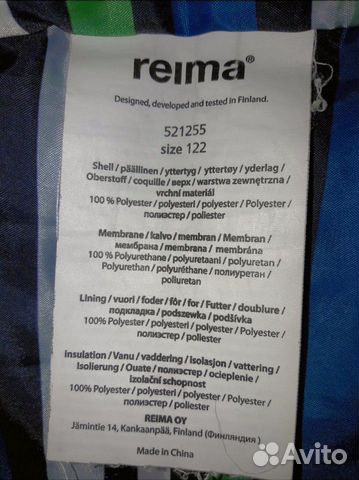 reima®
Designed, developed and tested in Finland.
521255
size 122
Shell / päällinen / yttertyg / yttertøy / yderlag /
Oberstoff / coquille / верх / warstwa zewnętrzna /
vrchní materiál
100 % Polyester / polyesteri / polyester / Polyester /
полиэстер / poliester
Membrane / kalvo / membran / Membran /
мембрана / membrana / membrána
100 % Polyurethane / polyuretaani / polyuretan /
Polyurethan / polyuréthane / полиуретан /
poliuretan
Lining / vuori / foder / fôr / for / Futter / doublure /
подкладка / podszewka / podšívka
100% Polyester / polyesteri / polyester / Polyester /
полиэстер / poliester
Insulation / Vanu / vaddering / isolasjon / vattering /
Isolierung / Ouate / полиэстер / ocieplenie /
izolační schopnost
100% Polyester / polyesteri / polyester / Polyester /
полиэстер / poliester
REIMA OY
Jämintie 14, Kankaanpää, Finland (Финляндия )
Made in China
Avito